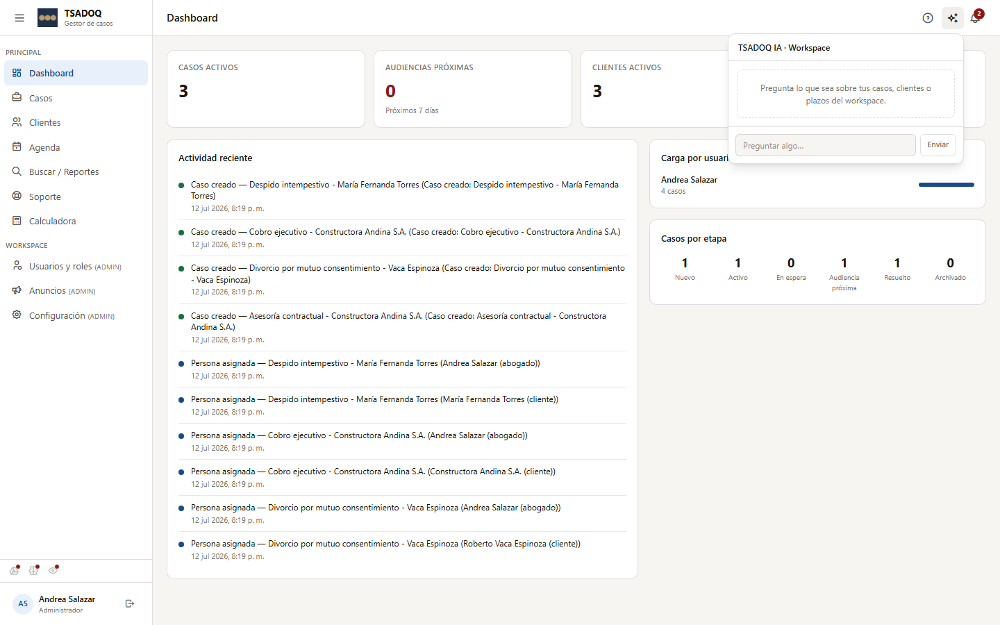 TSADOQ
Gestor de casos
PRINCIPAL
Dashboard
Casos
Clientes
Agenda
Buscar / Reportes
Soporte
Calculadora
WORKSPACE
Usuarios y roles (ADMIN)
Anuncios (ADMIN)
Configuración (ADMIN)
AS
Andrea Salazar
Administrador
Dashboard
2
CASOS ACTIVOS
3
AUDIENCIAS PRÓXIMAS
0
Próximos 7 días
CLIENTES ACTIVOS
3
TSADOQ IA · Workspace
Pregunta lo que sea sobre tus casos, clientes o
plazos del workspace.
Preguntar algo...
Enviar
Actividad reciente
Caso creado — Despido intempestivo - María Fernanda Torres (Caso creado: Despido intempestivo - María Fernanda
Torres)
12 jul 2026, 8:19 p. m.
Caso creado — Cobro ejecutivo - Constructora Andina S.A. (Caso creado: Cobro ejecutivo - Constructora Andina S.A.)
12 jul 2026, 8:19 p. m.
Caso creado — Divorcio por mutuo consentimiento - Vaca Espinoza (Caso creado: Divorcio por mutuo consentimiento
- Vaca Espinoza)
12 jul 2026, 8:19 p. m.
Caso creado — Asesoría contractual - Constructora Andina S.A. (Caso creado: Asesoría contractual - Constructora
Andina S.A.)
12 jul 2026, 8:19 p. m.
Persona asignada — Despido intempestivo - María Fernanda Torres (Andrea Salazar (abogado))
12 jul 2026, 8:19 p. m.
Persona asignada — Despido intempestivo - María Fernanda Torres (María Fernanda Torres (cliente))
12 jul 2026, 8:19 p. m.
Persona asignada — Cobro ejecutivo - Constructora Andina S.A. (Andrea Salazar (abogado))
12 jul 2026, 8:19 p. m.
Persona asignada — Cobro ejecutivo - Constructora Andina S.A. (Constructora Andina S.A. (cliente))
12 jul 2026, 8:19 p. m.
Persona asignada — Divorcio por mutuo consentimiento - Vaca Espinoza (Andrea Salazar (abogado))
12 jul 2026, 8:19 p. m.
Persona asignada — Divorcio por mutuo consentimiento - Vaca Espinoza (Roberto Vaca Espinoza (cliente))
12 jul 2026, 8:19 p. m.
Carga por usuari
Andrea Salazar
4 casos
Casos por etapa
1 1 0 1 1 0
Nuevo Activo En espera Audiencia próxima Resuelto Archivado